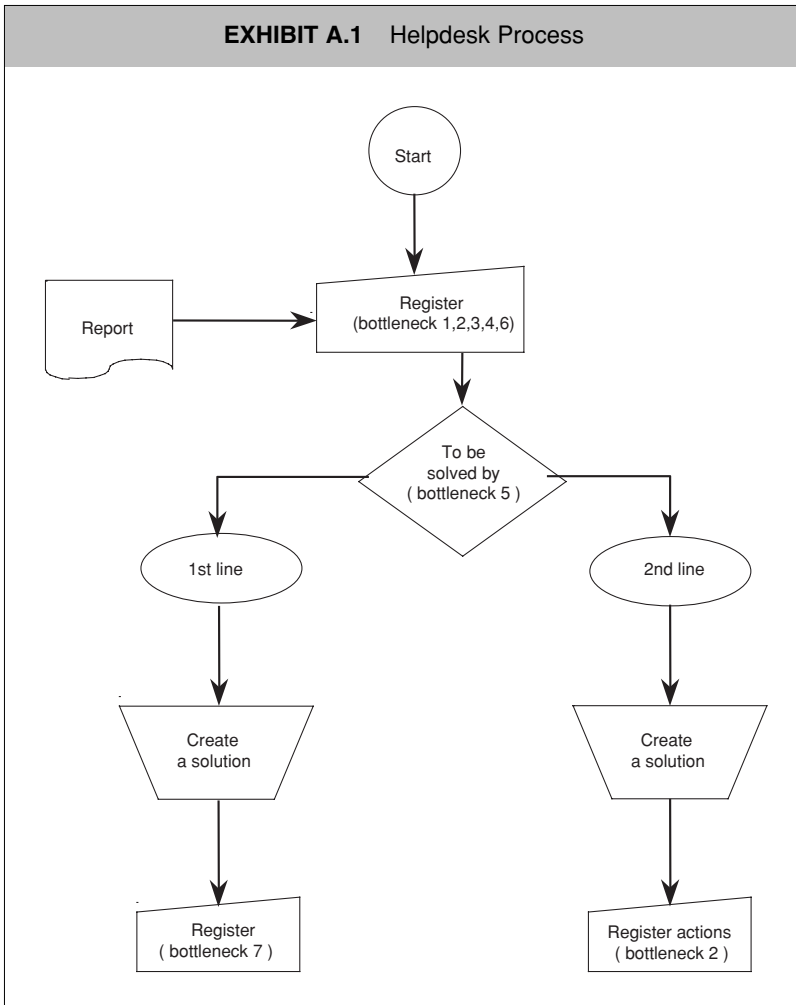 EXHIBIT A.1 Helpdesk Process
Start
Report
Register
(bottleneck 1,2,3,4,6)
To be
solved by
( bottleneck 5 )
1st line
2nd line
Create
a solution
Create
a solution
Register
( bottleneck 7 )
Register actions
( bottleneck 2 )